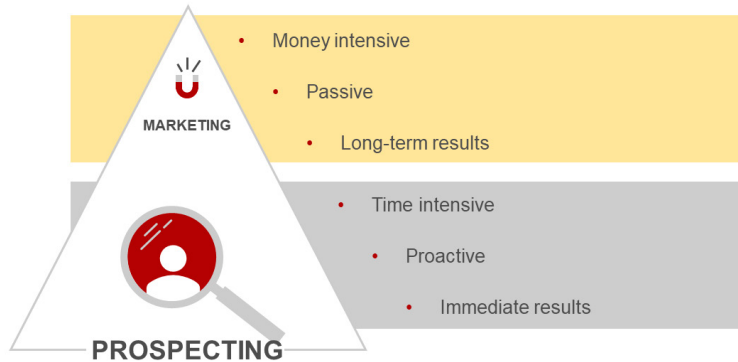 • Money intensive
• Passive
MARKETING
• Long-term results
• Time intensive
• Proactive
• Immediate results
PROSPECTING